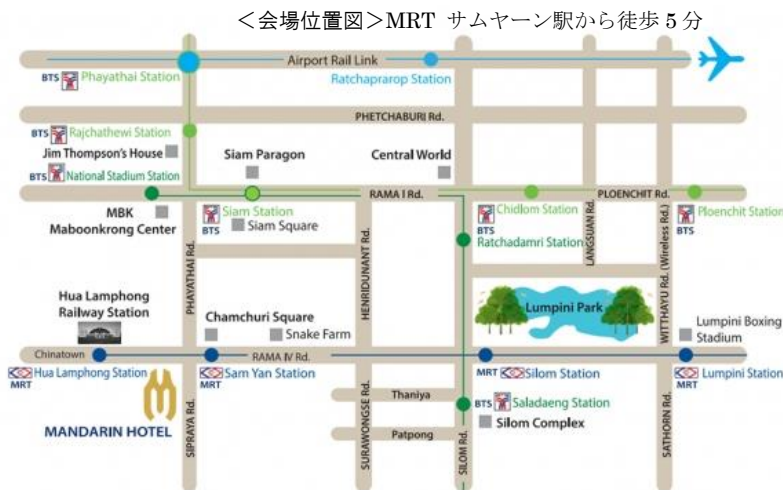 ＜会場位置図＞MRT サムヤーン駅から徒歩 5 分
Airport Rail Link
BTS Phayathai Station
Ratchaprarop Station
PHETCHABURI Rd.
BTS Rajchathewi Station
Jim Thompson's House
Siam Paragon
Central World
BTS National Stadium Station
RAMA I Rd.
PLOENCHIT Rd.
MBK
Maboonkrong Center
BTS
Siam Station
Siam Square
BTS
Chidlom Station
Ratchadamri Station
LANGSUAN Rd.
BTS
Ploenchit Station
PHAYATHAI Rd.
HENRIDUNANT Rd.
WITTHAYU Rd. (Wireless Rd.)
Hua Lamphong
Railway Station
Chamchuri Square
Snake Farm
Lumpini Park
Lumpini Boxing
Stadium
Chinatown
RAMA IV Rd.
MRT
Hua Lamphong Station
MRT
Sam Yan Station
MRT
Silom Station
MRT
Lumpini Station
MANDARIN HOTEL
SIPRAYA Rd.
SURAWONGSE Rd.
Thaniya
Patpong
BTS Saladaeng Station
Silom Complex
SILOM Rd.
SATHORN Rd.